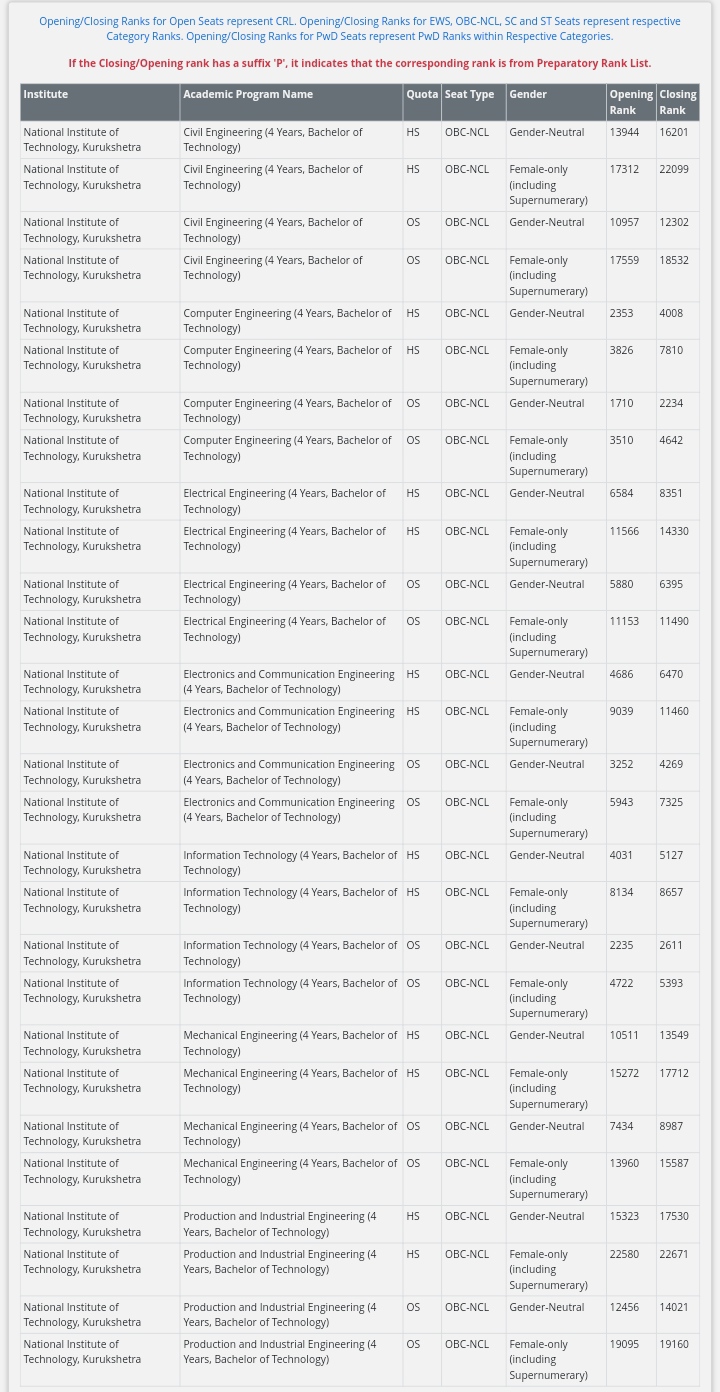 Opening/Closing Ranks for Open Seats represent CRL. Opening/Closing Ranks for EWS, OBC-NCL, SC and ST Seats represent respective
Category Ranks. Opening/Closing Ranks for PwD Seats represent PwD Ranks within Respective Categories.
If the Closing/Opening rank has a suffix 'P', it indicates that the corresponding rank is from Preparatory Rank List.
Institute Academic Program Name Quota Seat Type Gender Opening Closing
Rank Rank
National Institute of Civil Engineering (4 Years, Bachelor of HS OBC-NCL Gender-Neutral 13944 16201
Technology, Kurukshetra Technology)
National Institute of Civil Engineering (4 Years, Bachelor of HS OBC-NCL Female-only 17312 22099
Technology, Kurukshetra Technology) (including
Supernumerary)
National Institute of Civil Engineering (4 Years, Bachelor of OS OBC-NCL Gender-Neutral 10957 12302
Technology, Kurukshetra Technology)
National Institute of Civil Engineering (4 Years, Bachelor of OS OBC-NCL Female-only 17559 18532
Technology, Kurukshetra Technology) (including
Supernumerary)
National Institute of Computer Engineering (4 Years, Bachelor of HS OBC-NCL Gender-Neutral 2353 4008
Technology, Kurukshetra Technology)
National Institute of Computer Engineering (4 Years, Bachelor of HS OBC-NCL Female-only 3826 7810
Technology, Kurukshetra Technology) (including
Supernumerary)
National Institute of Computer Engineering (4 Years, Bachelor of OS OBC-NCL Gender-Neutral 1710 2234
Technology, Kurukshetra Technology)
National Institute of Computer Engineering (4 Years, Bachelor of OS OBC-NCL Female-only 3510 4642
Technology, Kurukshetra Technology) (including
Supernumerary)
National Institute of Electrical Engineering (4 Years, Bachelor of HS OBC-NCL Gender-Neutral 6584 8351
Technology, Kurukshetra Technology)
National Institute of Electrical Engineering (4 Years, Bachelor of HS OBC-NCL Female-only 11566 14330
Technology, Kurukshetra Technology) (including
Supernumerary)
National Institute of Electrical Engineering (4 Years, Bachelor of OS OBC-NCL Gender-Neutral 5880 6395
Technology, Kurukshetra Technology)
National Institute of Electrical Engineering (4 Years, Bachelor of OS OBC-NCL Female-only 11153 11490
Technology, Kurukshetra Technology) (including
Supernumerary)
National Institute of Electronics and Communication Engineering HS OBC-NCL Gender-Neutral 4686 6470
Technology, Kurukshetra (4 Years, Bachelor of Technology)
National Institute of Electronics and Communication Engineering HS OBC-NCL Female-only 9039 11460
Technology, Kurukshetra (4 Years, Bachelor of Technology) (including
Supernumerary)
National Institute of Electronics and Communication Engineering OS OBC-NCL Gender-Neutral 3252 4269
Technology, Kurukshetra (4 Years, Bachelor of Technology)
National Institute of Electronics and Communication Engineering OS OBC-NCL Female-only 5943 7325
Technology, Kurukshetra (4 Years, Bachelor of Technology) (including
Supernumerary)
National Institute of Information Technology (4 Years, Bachelor of HS OBC-NCL Gender-Neutral 4031 5127
Technology, Kurukshetra Technology)
National Institute of Information Technology (4 Years, Bachelor of HS OBC-NCL Female-only 8134 8657
Technology, Kurukshetra Technology) (including
Supernumerary)
National Institute of Information Technology (4 Years, Bachelor of OS OBC-NCL Gender-Neutral 2235 2611
Technology, Kurukshetra Technology)
National Institute of Information Technology (4 Years, Bachelor of OS OBC-NCL Female-only 4722 5393
Technology, Kurukshetra Technology) (including
Supernumerary)
National Institute of Mechanical Engineering (4 Years, Bachelor of HS OBC-NCL Gender-Neutral 10511 13549
Technology, Kurukshetra Technology)
National Institute of Mechanical Engineering (4 Years, Bachelor of HS OBC-NCL Female-only 15272 17712
Technology, Kurukshetra Technology) (including
Supernumerary)
National Institute of Mechanical Engineering (4 Years, Bachelor of OS OBC-NCL Gender-Neutral 7434 8987
Technology, Kurukshetra Technology)
National Institute of Mechanical Engineering (4 Years, Bachelor of OS OBC-NCL Female-only 13960 15587
Technology, Kurukshetra Technology) (including
Supernumerary)
National Institute of Production and Industrial Engineering (4 HS OBC-NCL Gender-Neutral 15323 17530
Technology, Kurukshetra Years, Bachelor of Technology)
National Institute of Production and Industrial Engineering (4 HS OBC-NCL Female-only 22580 22671
Technology, Kurukshetra Years, Bachelor of Technology) (including
Supernumerary)
National Institute of Production and Industrial Engineering (4 OS OBC-NCL Gender-Neutral 12456 14021
Technology, Kurukshetra Years, Bachelor of Technology)
National Institute of Production and Industrial Engineering (4 OS OBC-NCL Female-only 19095 19160
Technology, Kurukshetra Years, Bachelor of Technology) (including
Supernumerary)